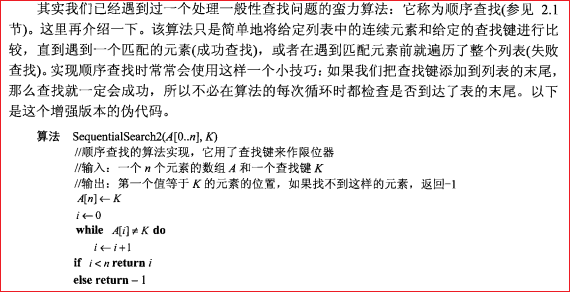 其实我们已经遇到过一个处理一般性查找问题的蛮力算法：它称为顺序查找(参见 2.1
节)。这里再介绍一下。该算法只是简单地将给定列表中的连续元素和给定的查找键进行比
较，直到遇到一个匹配的元素(成功查找)，或者在遇到匹配元素前就遍历了整个列表(失败
查找)。实现顺序查找时常常会使用这样一个小技巧：如果我们把查找键添加到列表的末尾，
那么查找就一定会成功，所以不必在算法的每次循环时都检查是否到达了表的末尾。以下
是这个增强版本的伪代码。
算法 SequentialSearch2(A[0..n], K)
//顺序查找的算法实现，它用了查找键来作限位器
//输入：一个 n 个元素的数组 A 和一个查找键 K
//输出：第一个值等于 K 的元素的位置，如果找不到这样的元素，返回-1
A[n]←K
i←0
while A[i]≠K do
i←i+1
if i<n return i
else return −1